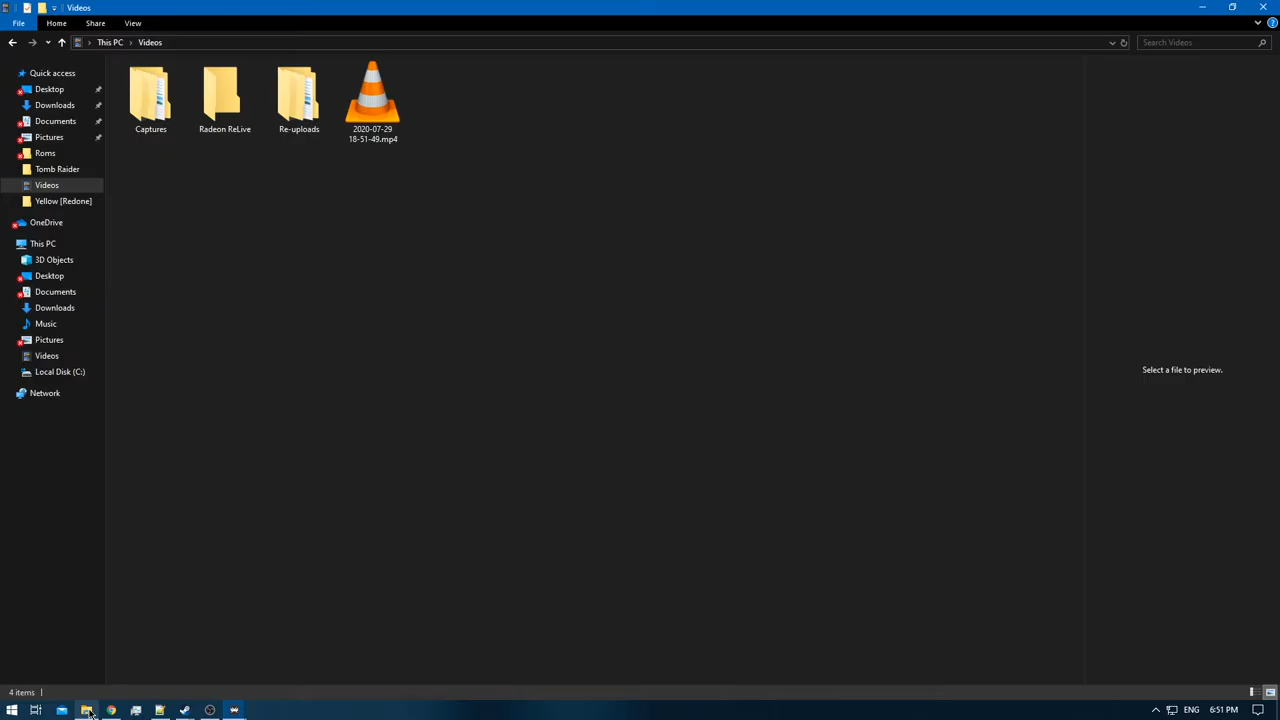 Videos
File
Home
Share
View
This PC
Videos
Search Videos
Quick access
Desktop
Downloads
Documents
Pictures
Roms
Tomb Raider
Videos
Yellow [Redone]
OneDrive
This PC
3D Objects
Desktop
Documents
Downloads
Music
Pictures
Videos
Local Disk (C:)
Network
Captures
Radeon ReLive
Re-uploads
2020-07-29
18-51-49.mp4
Select a file to preview.
4 items
ENG
6:51 PM